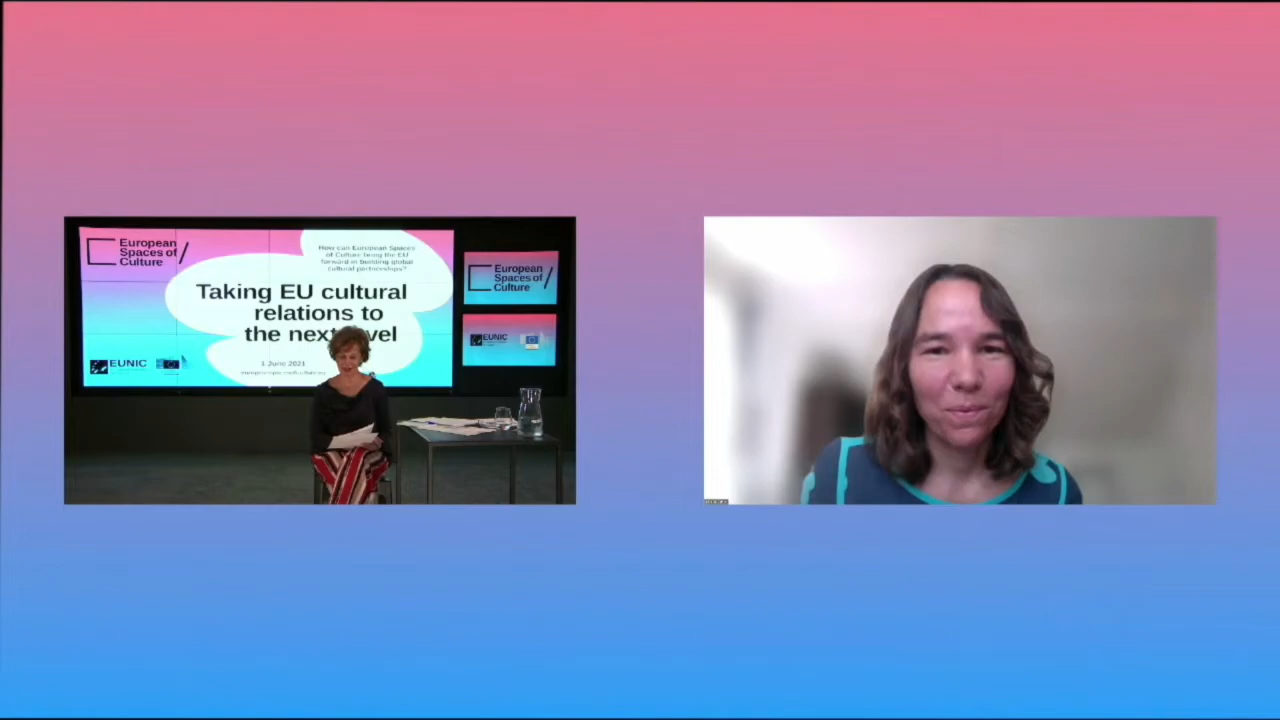 European
Spaces of
Culture
How can European Spaces
of Culture bring the EU
forward in building global
cultural partnerships?
Taking EU cultural
relations to
the next
vel
1 June 2021
EUNIC
European
Spaces of
Culture
EUNIC